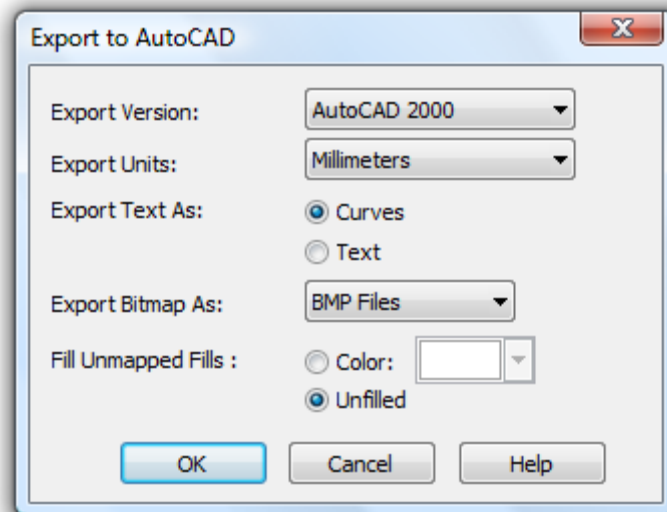 Export to AutoCAD
Export Version: AutoCAD 2000
Export Units: Millimeters
Export Text As: Curves
Text
Export Bitmap As: BMP Files
Fill Unmapped Fills : Color:
Unfilled
OK Cancel Help